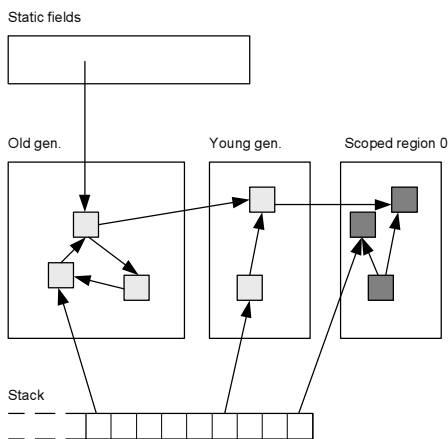 Static fields
Old gen.
Young gen.
Scoped region 0
Stack